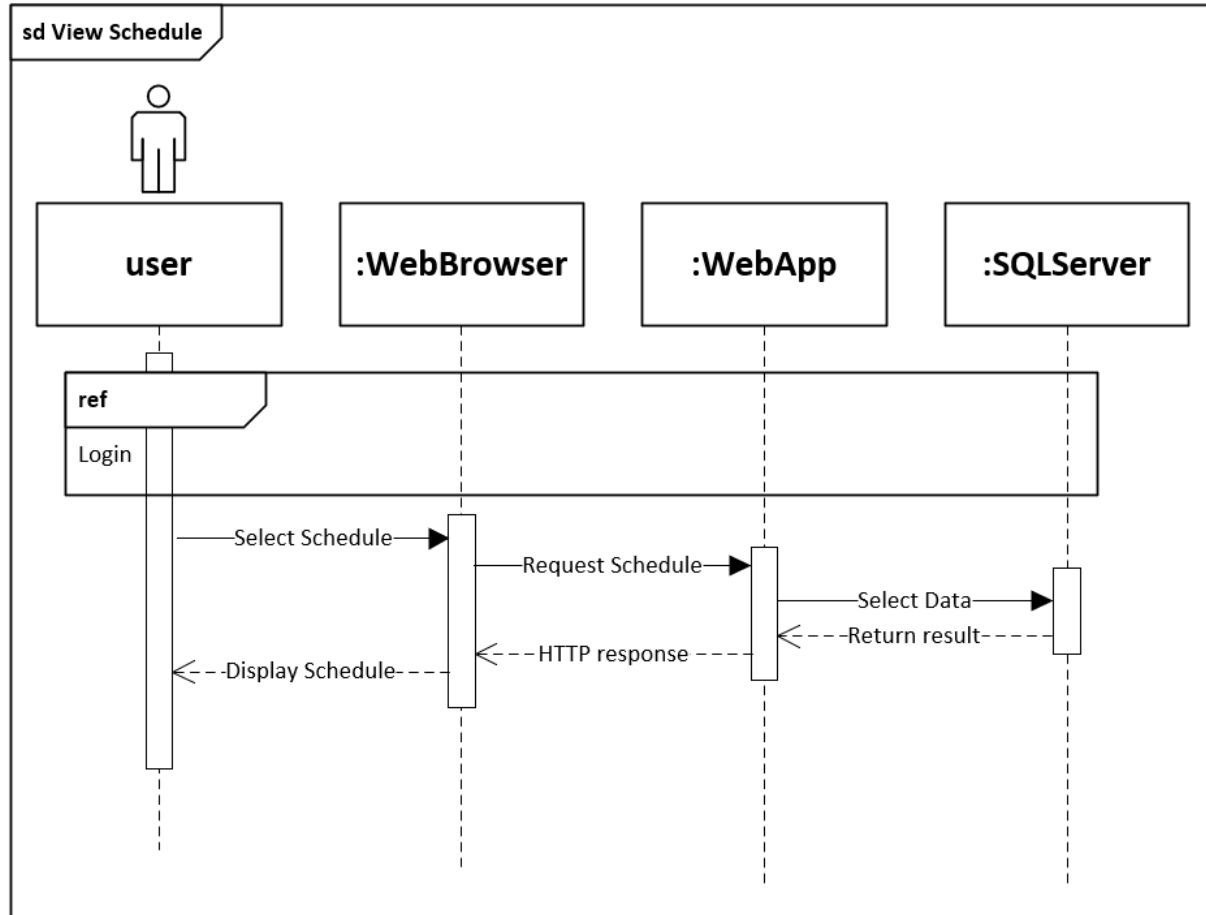 sd View Schedule
user
:WebBrowser
:WebApp
:SQLServer
ref
Login
Select Schedule
Request Schedule
Select Data
Return result
HTTP response
Display Schedule